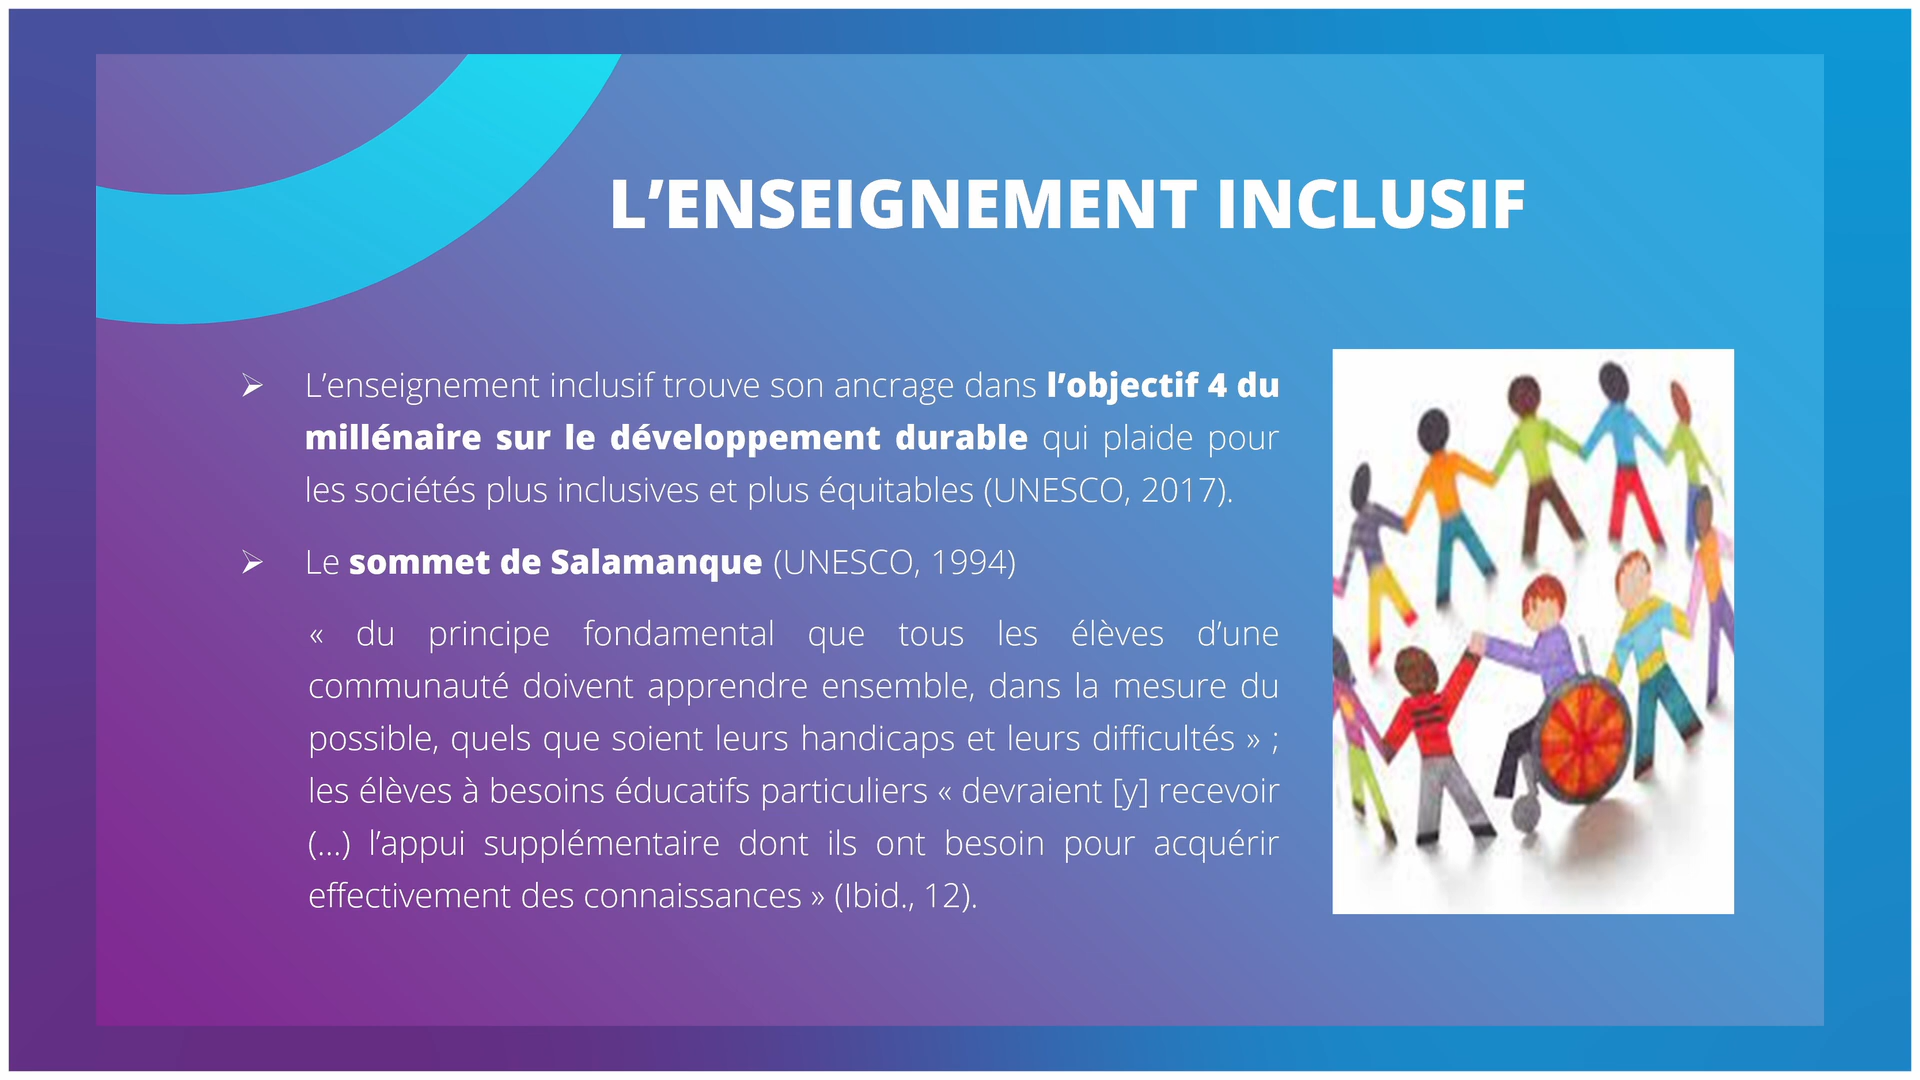 L’ENSEIGNEMENT INCLUSIF
➢ L’enseignement inclusif trouve son ancrage dans l’objectif 4 du
millénaire sur le développement durable qui plaide pour
les sociétés plus inclusives et plus équitables (UNESCO, 2017).
➢ Le sommet de Salamanque (UNESCO, 1994)
« du principe fondamental que tous les élèves d’une
communauté doivent apprendre ensemble, dans la mesure du
possible, quels que soient leurs handicaps et leurs difficultés » ;
les élèves à besoins éducatifs particuliers « devraient [y] recevoir
(…) l’appui supplémentaire dont ils ont besoin pour acquérir
effectivement des connaissances » (Ibid., 12).